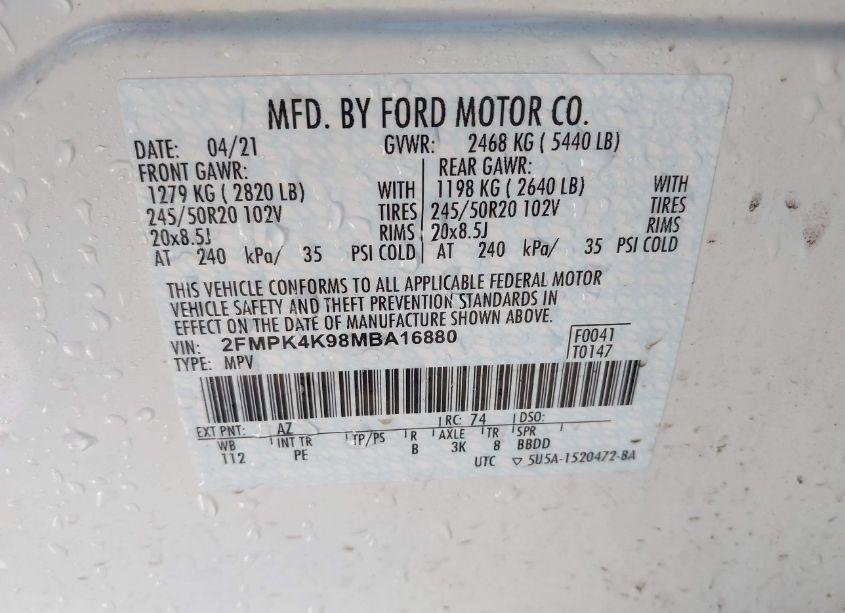 MFD. BY FORD MOTOR CO.
DATE: 04/21 GVWR: 2468 KG ( 5440 LB)
FRONT GAWR: REAR GAWR:
1279 KG ( 2820 LB) WITH 1198 KG ( 2640 LB) WITH
245/50R20 102V TIRES 245/50R20 102V TIRES
20x8.5J RIMS 20x8.5J RIMS
AT 240 kPa/ 35 PSI COLD AT 240 kPa/ 35 PSI COLD
THIS VEHICLE CONFORMS TO ALL APPLICABLE FEDERAL MOTOR
VEHICLE SAFETY AND THEFT PREVENTION STANDARDS IN
EFFECT ON THE DATE OF MANUFACTURE SHOWN ABOVE.
VIN: 2FMPK4K98MBA16880 F0041
TYPE: MPV T0147
EXT PNT: AZ RC: 74 DSO:
WB INT TR TP/PS R AXLE TR SPR
112 PE B 3K 8 BBDD
UTC ▽ 5U5A-1520472-BA